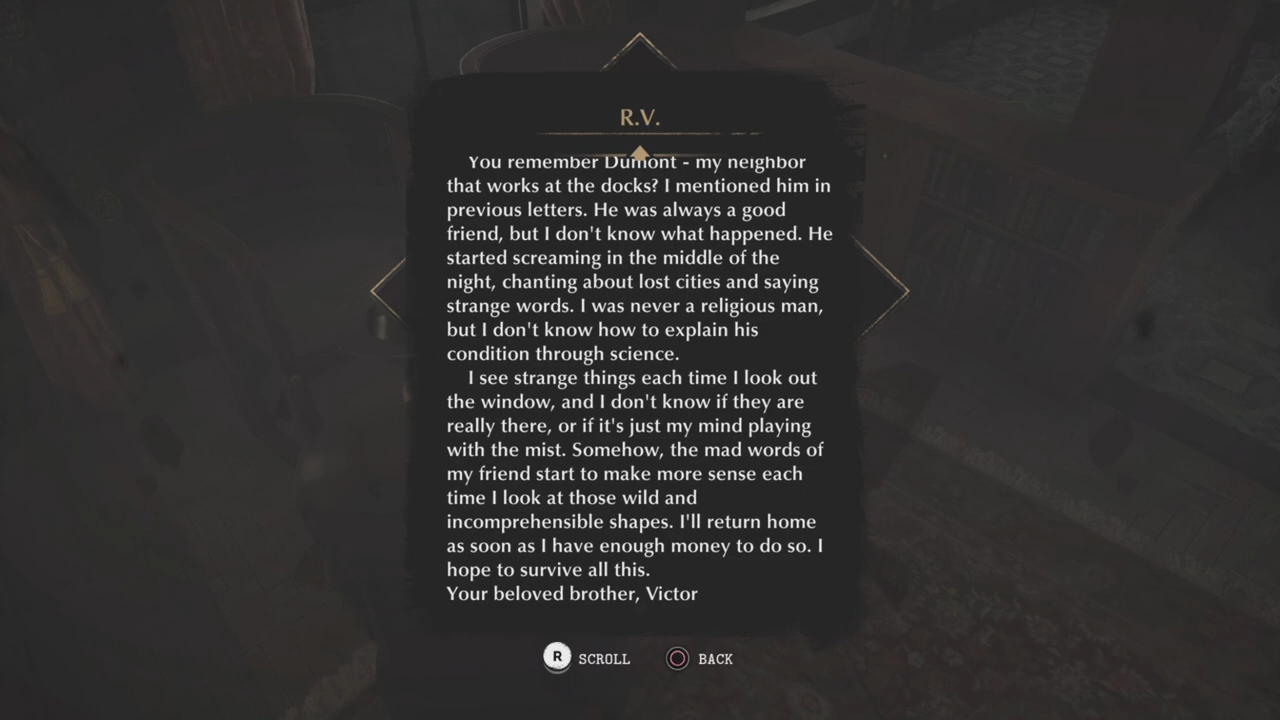 R.V.
You remember Dumont - my neighbor
that works at the docks? I mentioned him in
previous letters. He was always a good
friend, but I don't know what happened. He
started screaming in the middle of the
night, chanting about lost cities and saying
strange words. I was never a religious man,
but I don't know how to explain his
condition through science.
I see strange things each time I look out
the window, and I don't know if they are
really there, or if it's just my mind playing
with the mist. Somehow, the mad words of
my friend start to make more sense each
time I look at those wild and
incomprehensible shapes. I'll return home
as soon as I have enough money to do so. I
hope to survive all this.
Your beloved brother, Victor
R SCROLL BACK